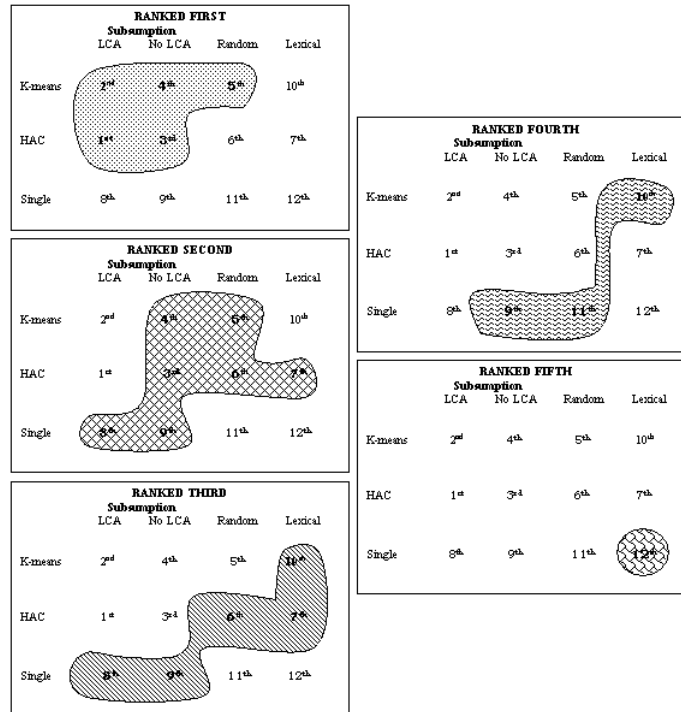 RANKED FIRST
Subsumption
LCA No LCA Random Lexical
K-means 2nd 4th 5th 10th
HAC 1st 3rd 6th 7th
Single 8th 9th 11th 12th
RANKED SECOND
Subsumption
LCA No LCA Random Lexical
K-means 2nd 4th 5th 10th
HAC 1st 3rd 6th 7th
Single 8th 9th 11th 12th
RANKED THIRD
Subsumption
LCA No LCA Random Lexical
K-means 2nd 4th 5th 10th
HAC 1st 3rd 6th 7th
Single 8th 9th 11th 12th
RANKED FOURTH
Subsumption
LCA No LCA Random Lexical
K-means 2nd 4th 5th 10th
HAC 1st 3rd 6th 7th
Single 8th 9th 11th 12th
RANKED FIFTH
Subsumption
LCA No LCA Random Lexical
K-means 2nd 4th 5th 10th
HAC 1st 3rd 6th 7th
Single 8th 9th 11th 12th